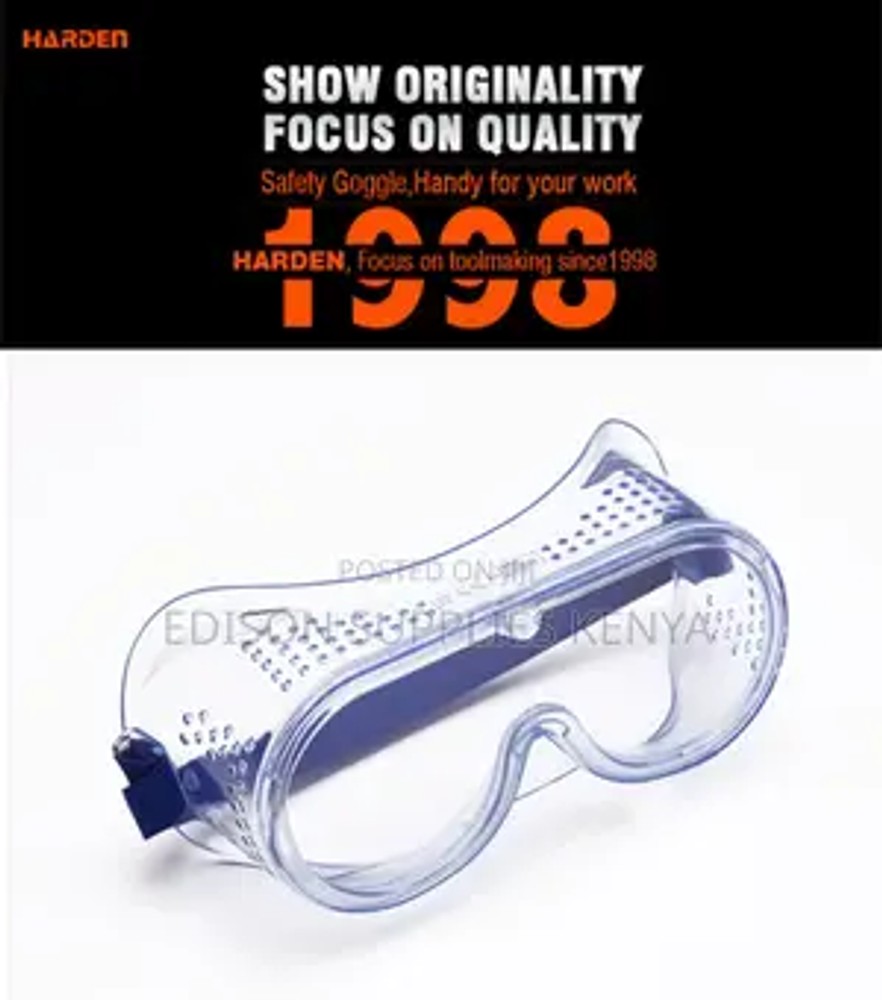 HARDEN
SHOW ORIGINALITY
FOCUS ON QUALITY
Safety Goggle,Handy for your work
1998
HARDEN, Focus on toolmaking since1998
POSTED ON
EDISON SUPPLIES KENYA